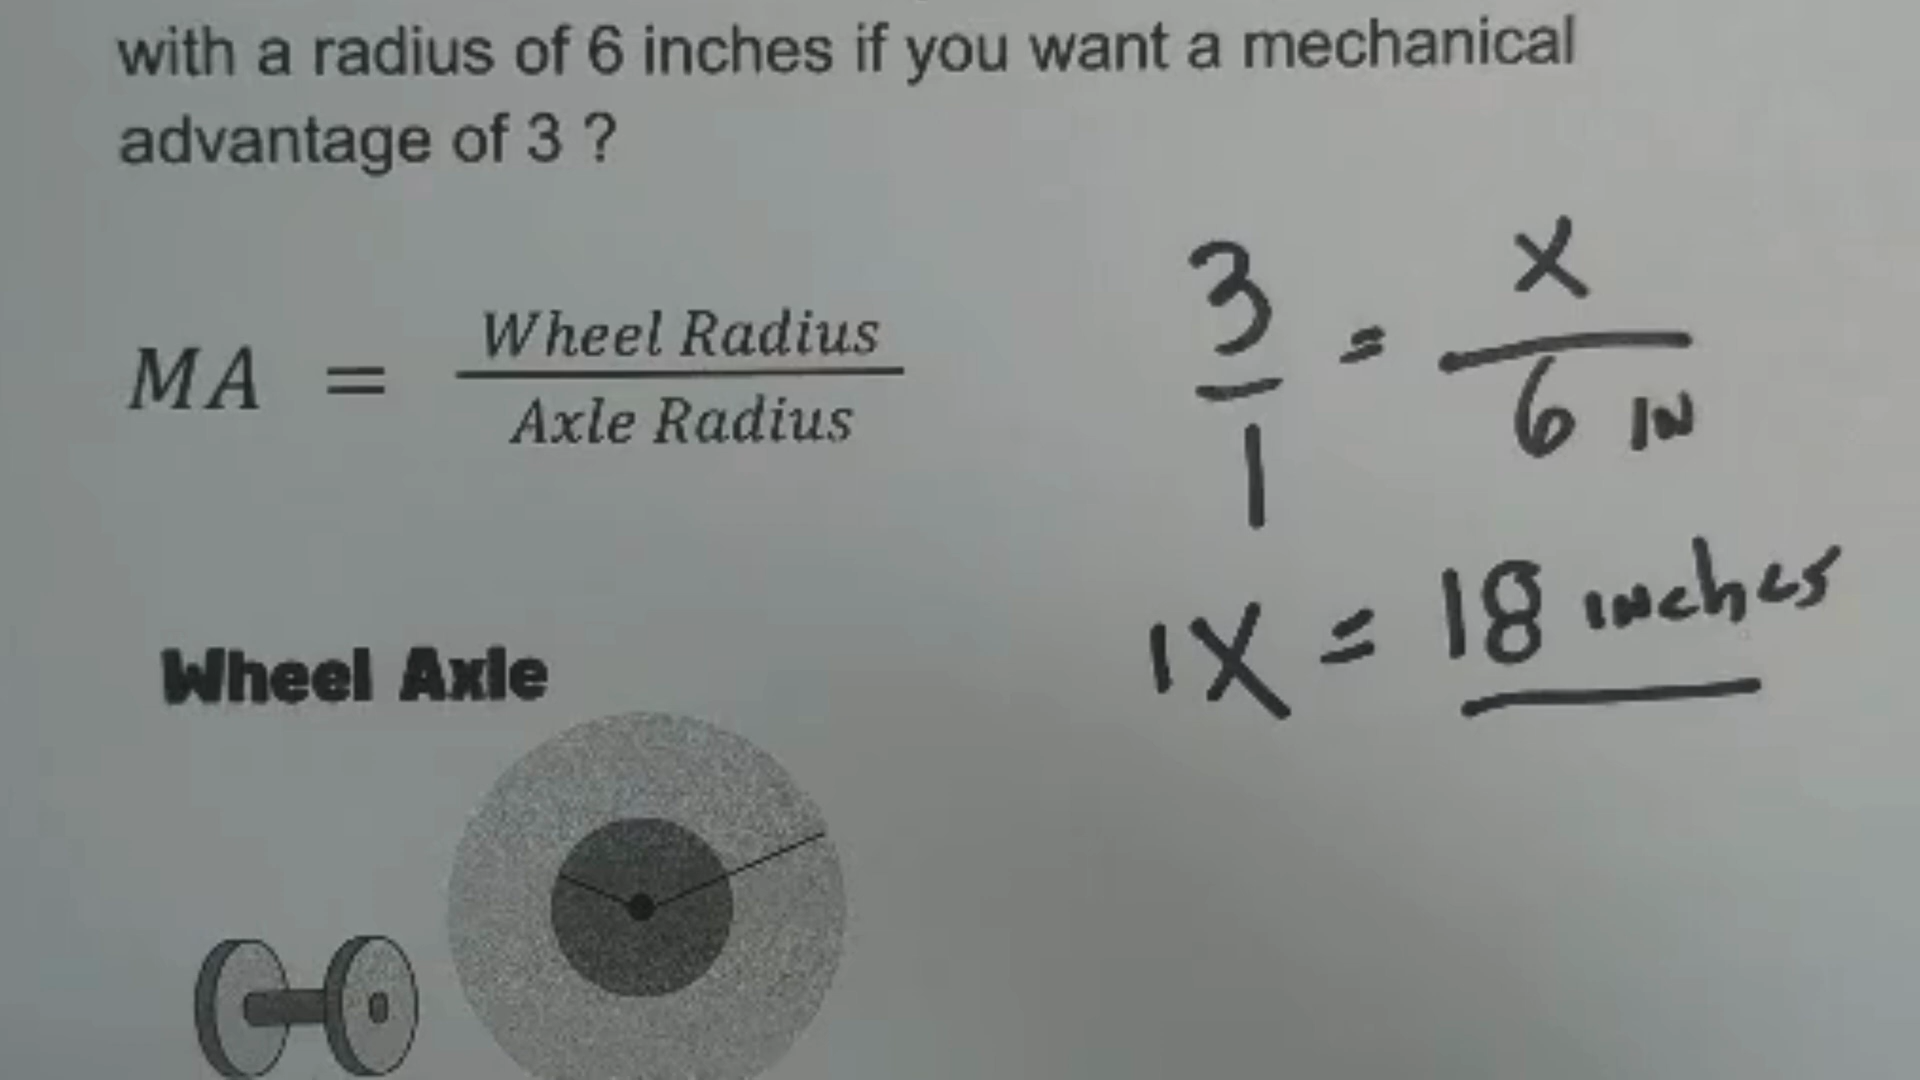 with a radius of 6 inches if you want a mechanical
advantage of 3 ?
MA = Wheel Radius / Axle Radius
3/1 = x/6 IN
1X = 18 inches
Wheel Axle